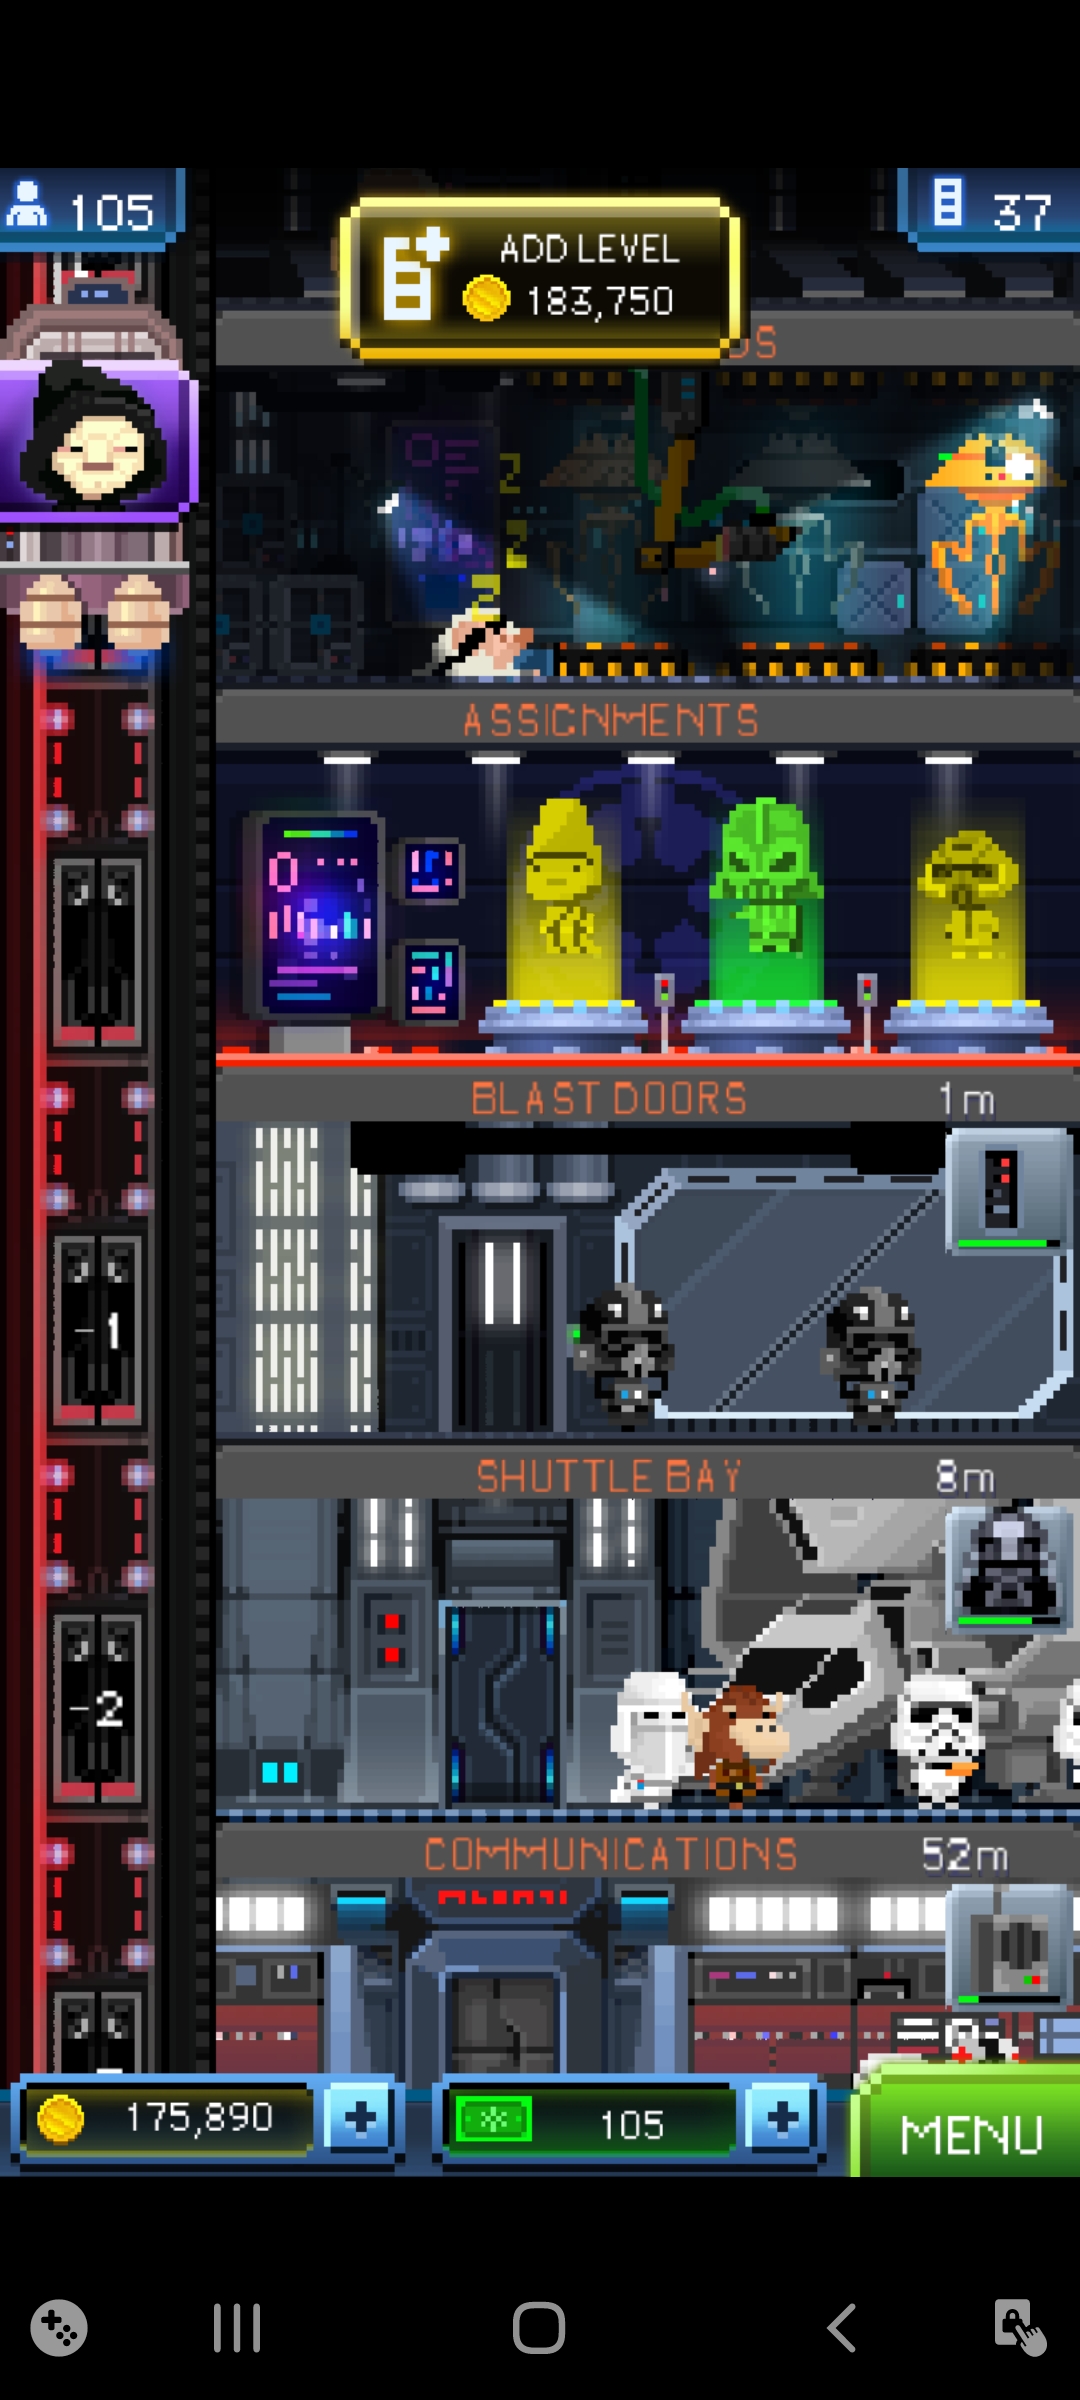 105
37
ADD LEVEL
183,750
DS
ASSIGNMENTS
BLAST DOORS 1m
-1
SHUTTLE BAY 8m
-2
COMMUNICATIONS 52m
175,890
105
MENU